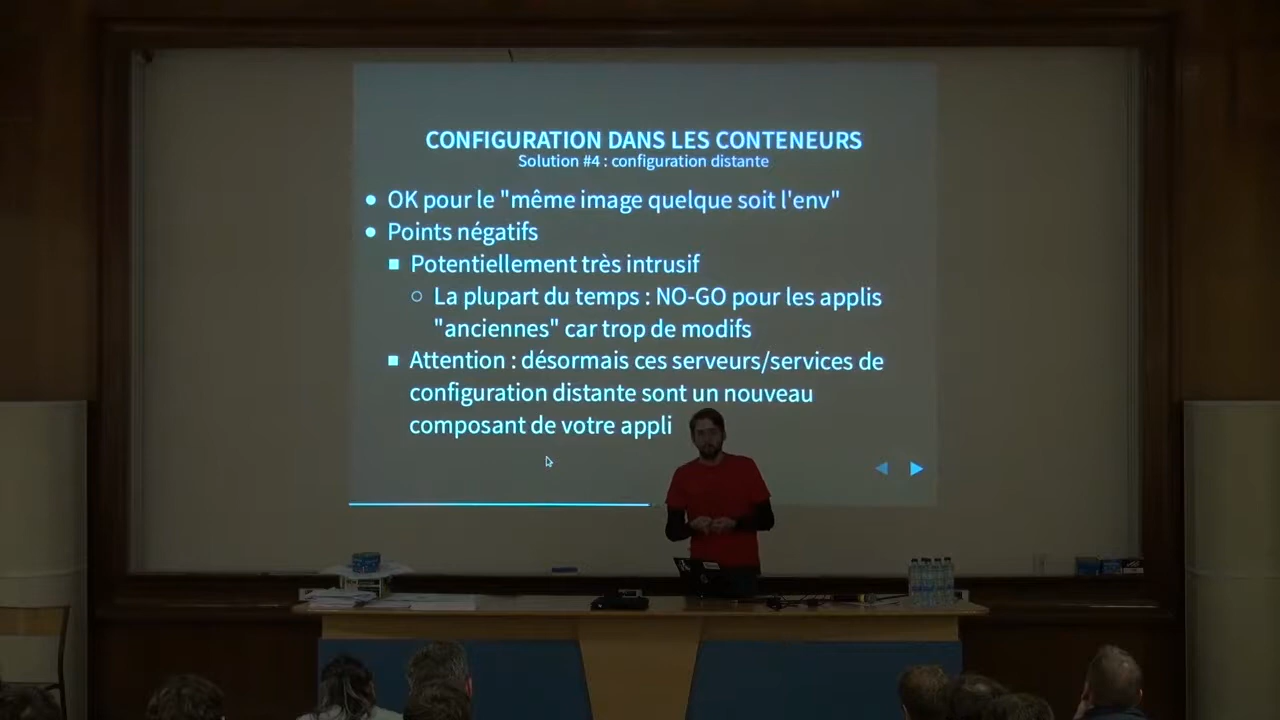 CONFIGURATION DANS LES CONTENEURS
Solution #4 : configuration distante
OK pour le "même image quelque soit l'env"
Points négatifs
Potentiellement très intrusif
La plupart du temps : NO-GO pour les applis
"anciennes" car trop de modifs
Attention : désormais ces serveurs/services de
configuration distante sont un nouveau
composant de votre appli